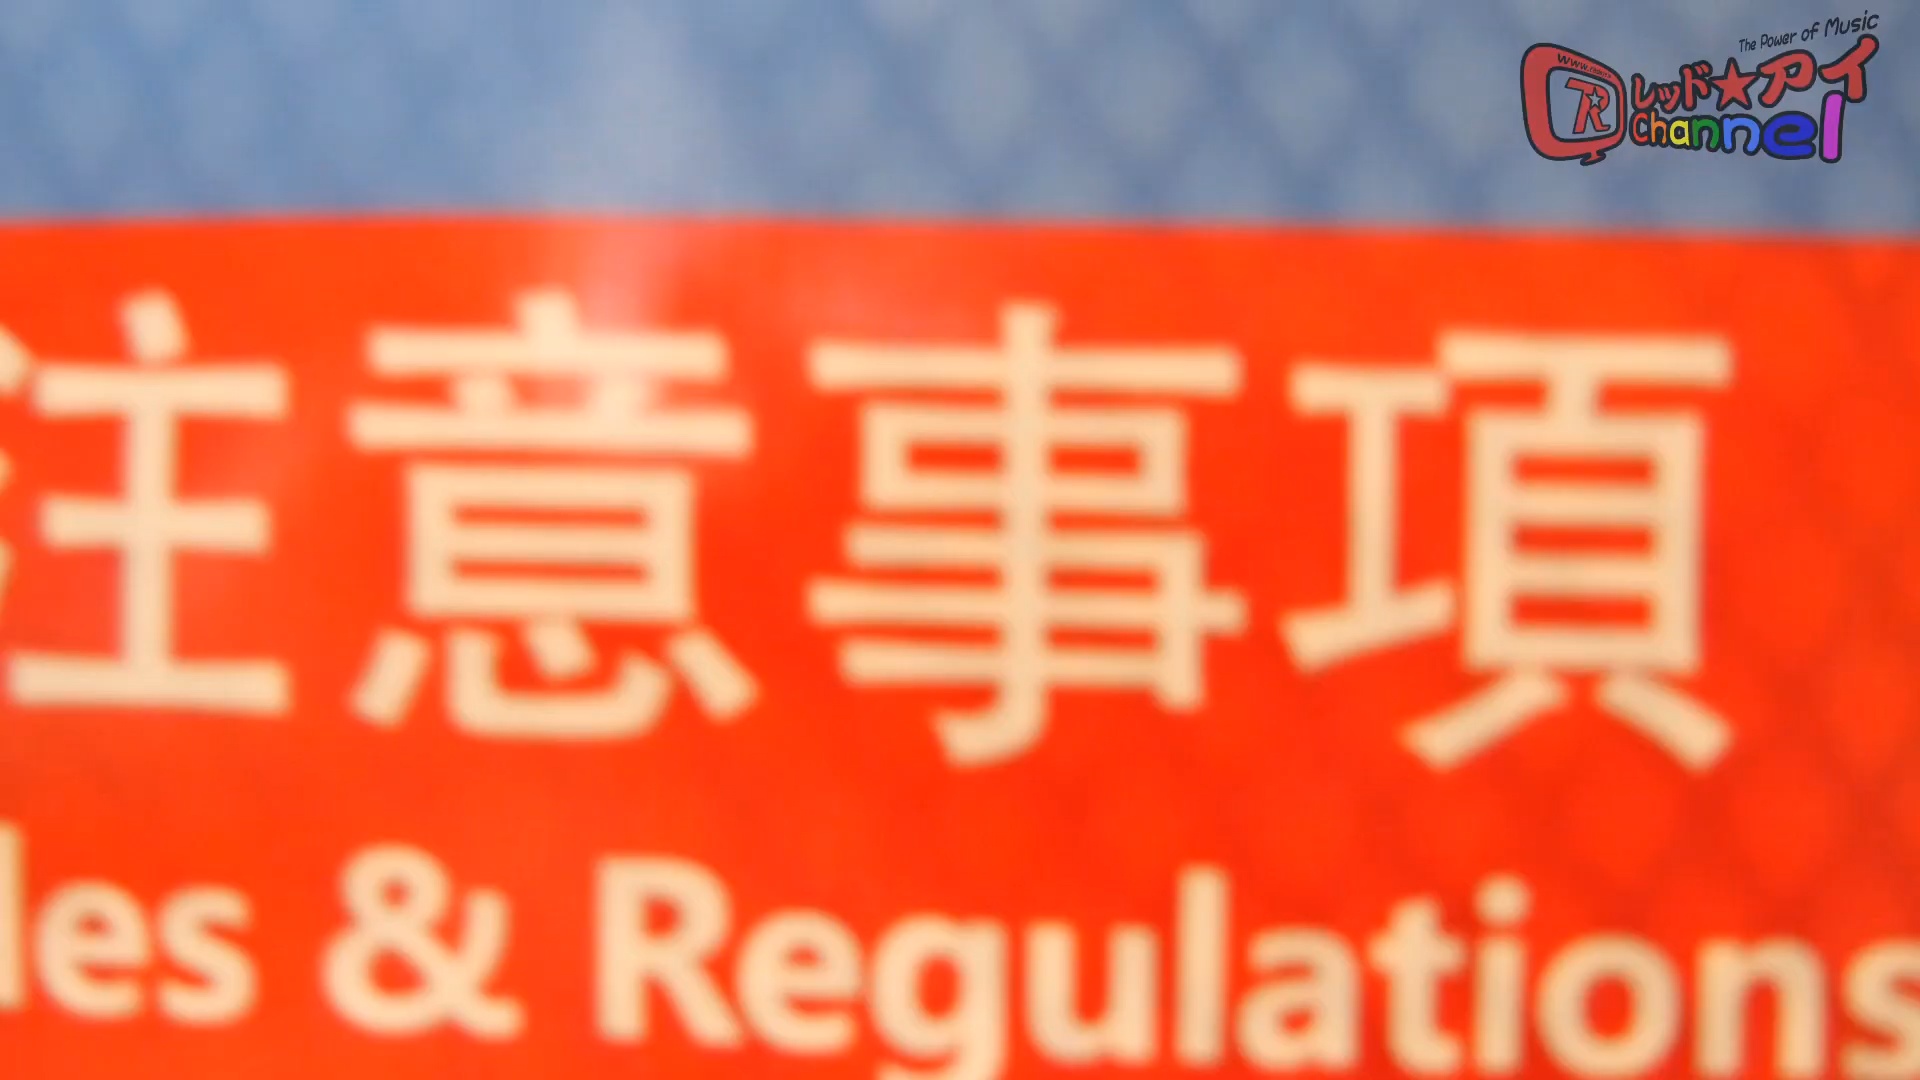 The Power of Music
レッド★アイ
Channel
注意事項
les & Regulations